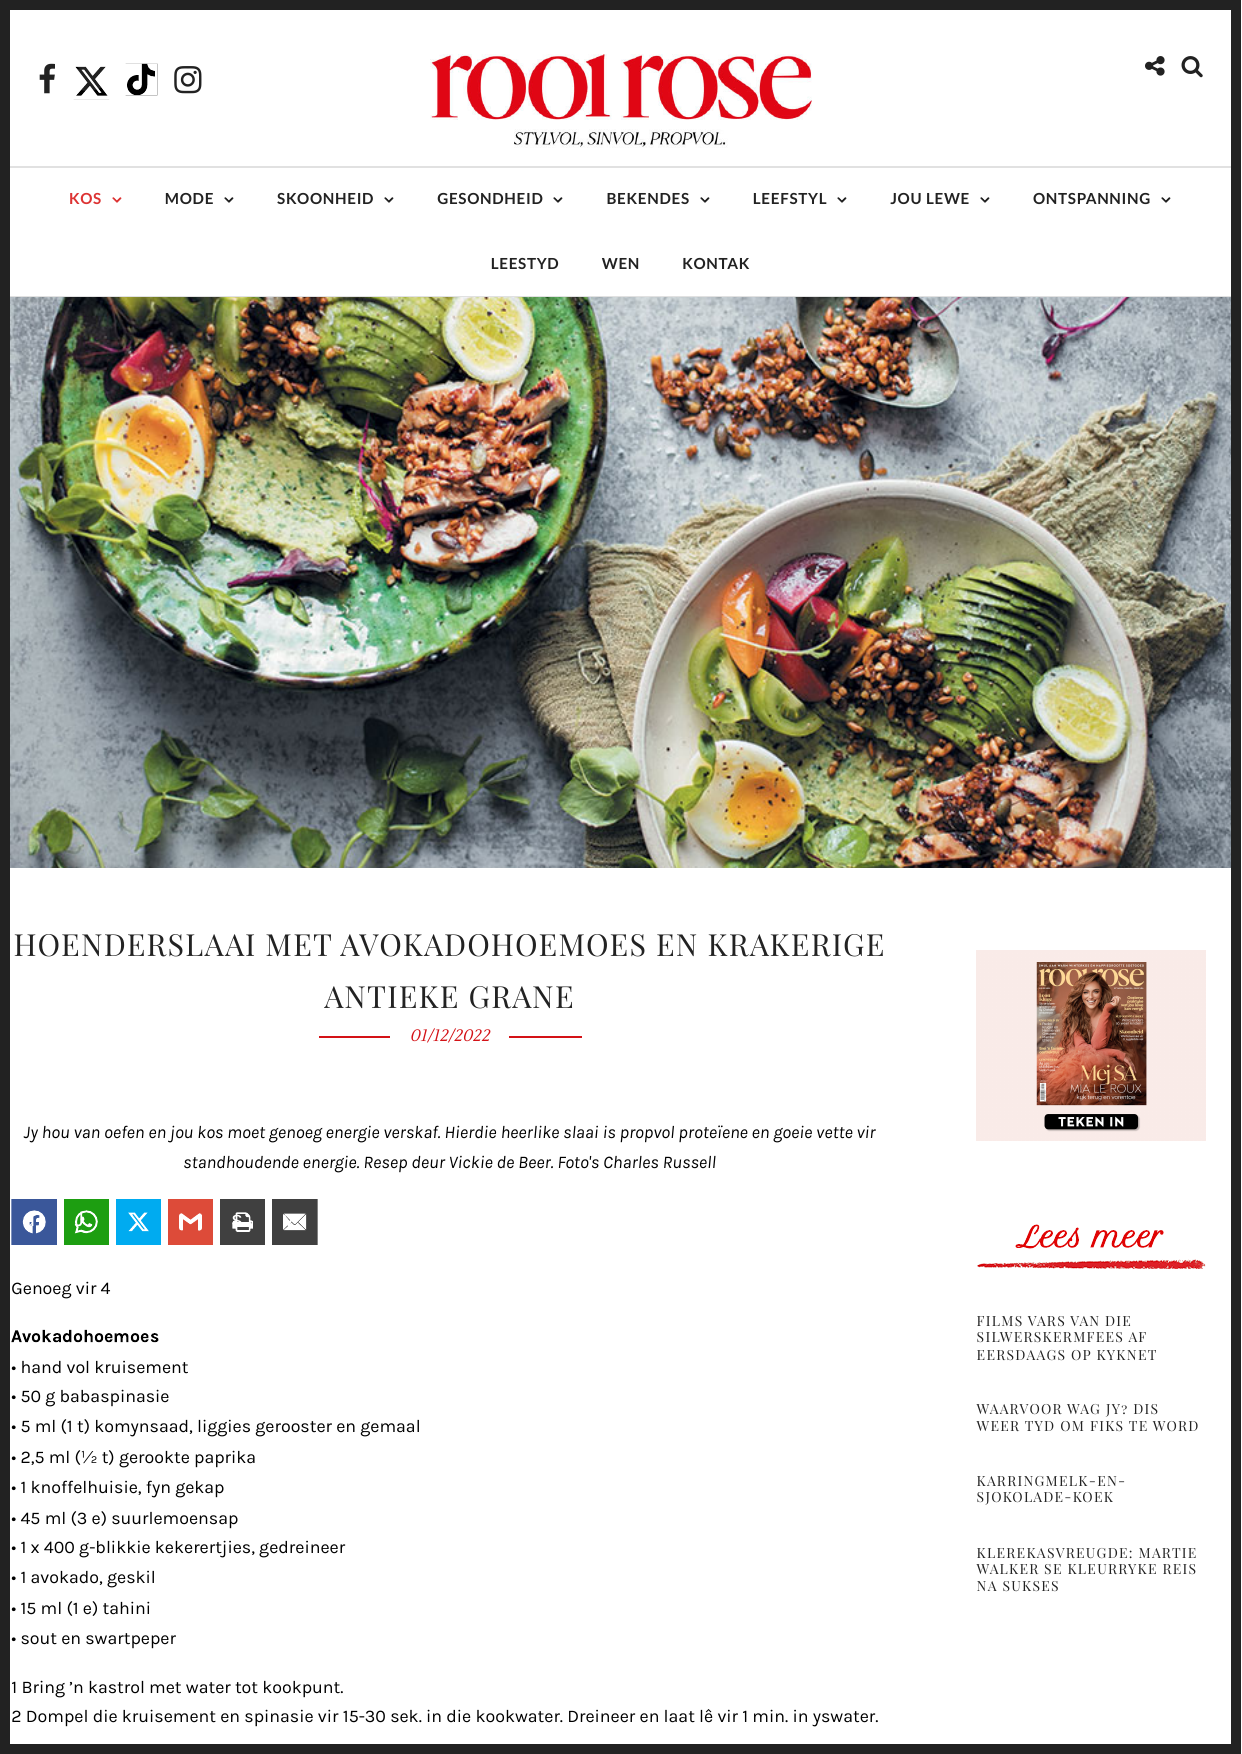 rooi rose
STYLVOL, SINVOL, PROPVOL.
KOS MODE SKOONHEID GESONDHEID BEKENDES LEEFSTYL JOU LEWE ONTSPANNING
LEESTYD WEN KONTAK
HOENDERSLAAI MET AVOKADOHOEMOES EN KRAKERIGE
ANTIEKE GRANE
01/12/2022
Jy hou van oefen en jou kos moet genoeg energie verskaf. Hierdie heerlike slaai is propvol proteïene en goeie vette vir
standhoudende energie. Resep deur Vickie de Beer. Foto's Charles Russell
Genoeg vir 4
Avokadohoemoes
• hand vol kruisement
• 50 g babaspinasie
• 5 ml (1 t) komynsaad, liggies gerooster en gemaal
• 2,5 ml (½ t) gerookte paprika
• 1 knoffelhuisie, fyn gekap
• 45 ml (3 e) suurlemoensap
• 1 x 400 g-blikkie kekerertjies, gedreineer
• 1 avokado, geskil
• 15 ml (1 e) tahini
• sout en swartpeper
1 Bring ’n kastrol met water tot kookpunt.
2 Dompel die kruisement en spinasie vir 15-30 sek. in die kookwater. Dreineer en laat lê vir 1 min. in yswater.
rooi rose
Mej SA
MIA LE ROUX
kyk terug en vorentoe
TEKEN IN
Lees meer
FILMS VARS VAN DIE
SILWERSKERMFEES AF
EERSDAAGS OP KYKNET
WAARVOOR WAG JY? DIS
WEER TYD OM FIKS TE WORD
KARRINGMELK-EN-
SJOKOLADE-KOEK
KLEREKASVREUGDE: MARTIE
WALKER SE KLEURRYKE REIS
NA SUKSES